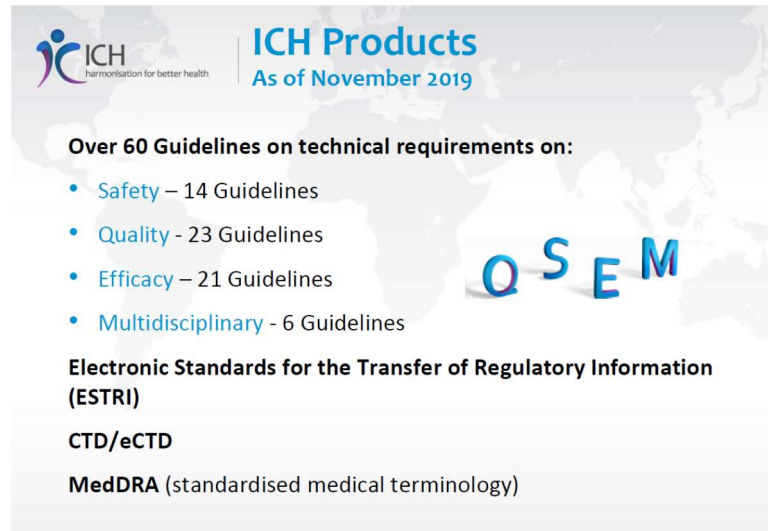 ICH
harmonisation for better health
ICH Products
As of November 2019
Over 60 Guidelines on technical requirements on:
• Safety – 14 Guidelines
• Quality - 23 Guidelines
• Efficacy – 21 Guidelines
• Multidisciplinary - 6 Guidelines
Q S E M
Electronic Standards for the Transfer of Regulatory Information
(ESTRI)
CTD/eCTD
MedDRA (standardised medical terminology)